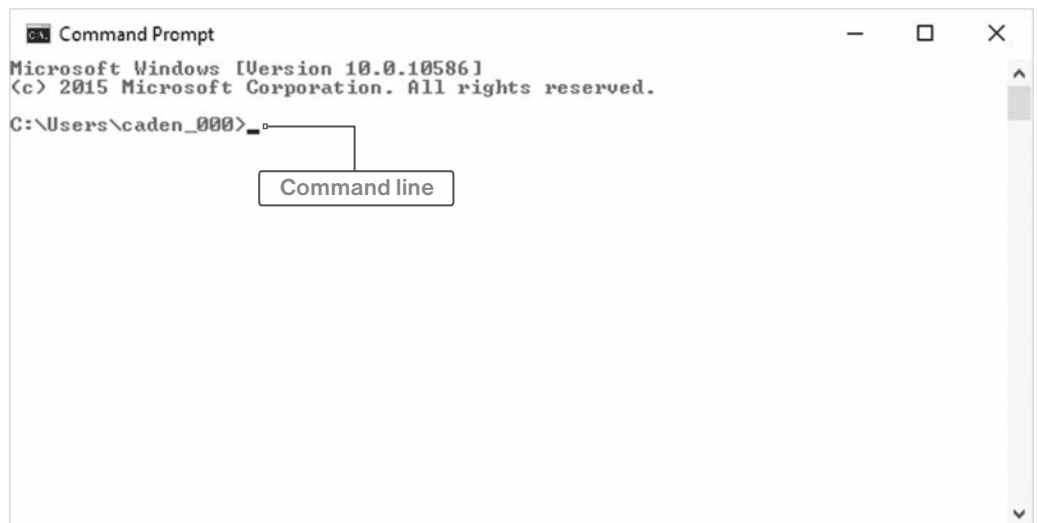 Command Prompt
Microsoft Windows [Version 10.0.10586]
(c) 2015 Microsoft Corporation. All rights reserved.
C:\Users\caden_000>_
Command line